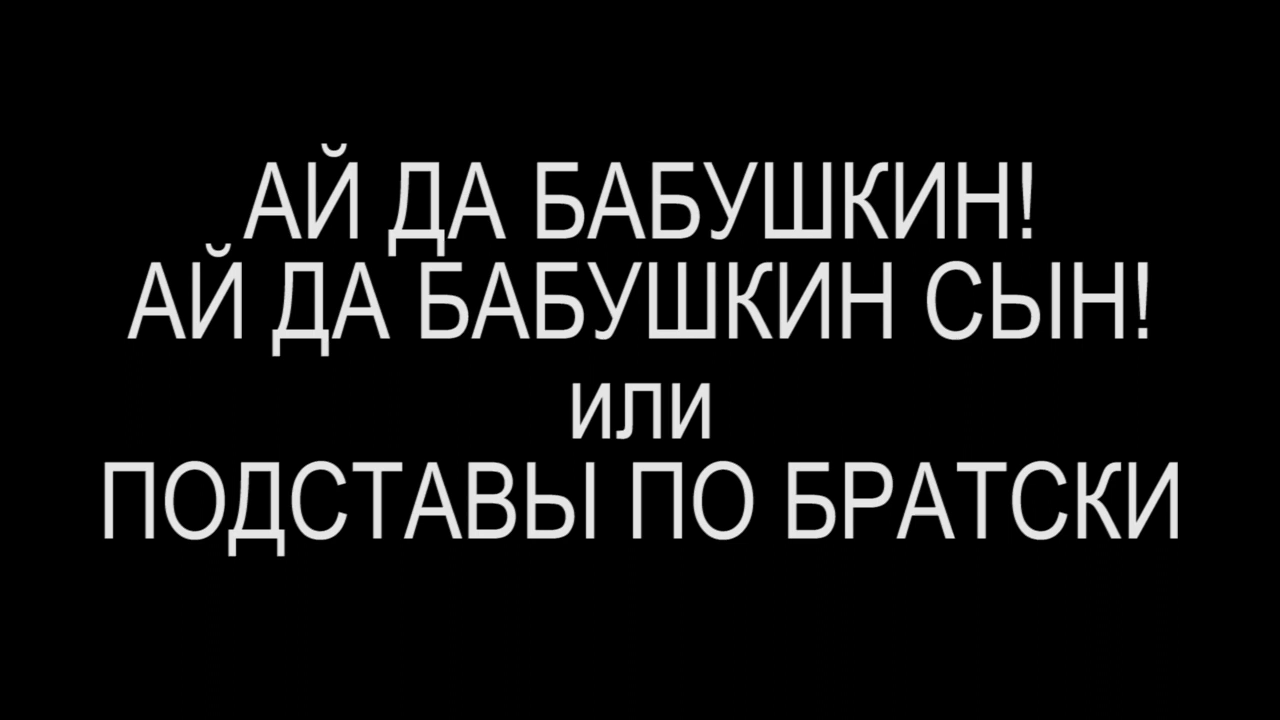 АЙ ДА БАБУШКИН!
АЙ ДА БАБУШКИН СЫН!
или
ПОДСТАВЫ ПО БРАТСКИ